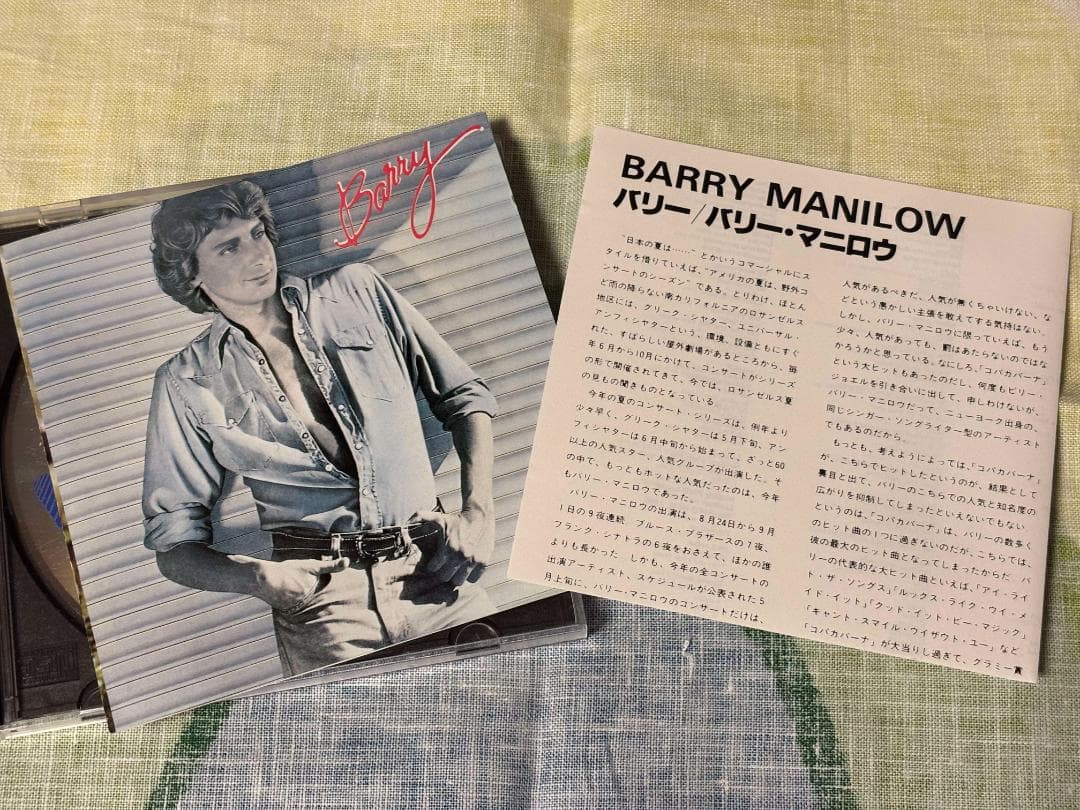 Barry
BARRY MANILOW
バリー/バリー・マニロウ
“日本の夏は……”とかいうコマーシャルにス
タイルを借りていえば、“アメリカの夏は、野外コ
ンサートのシーズン”である。とりわけ、ほとん
ど雨の降らない南カリフォルニアのロサンゼルス
地区には、グリーク・シヤター、ユニバーサル・
アンフィシヤターという、環境、設備ともにすぐ
れた、すばらしい屋外劇場があるところから、毎
年6月から10月にかけて、コンサートがシリーズ
の形で開催されてきて、今では、ロサンゼルス夏
の見もの聞きものとなっている
今年の夏のコンサート・シリーズは、例年より
少々早く、グリーク・シヤターは5月下旬、アン
フィシヤターは6月中旬から始まって、ざっと60
以上の人気スター、人気グループが出演した。そ
の中で、もっともホットな人気だったのは、今年
もバリー・マニロウであった。
バリー・マニロウの出演は、8月24日から9月
1日の9夜連続 ブルース・ブラザースの7夜、
フランク・シナトラの6夜をおさえて、ほかの誰
よりも長かった しかも、今年の全コンサートの
出演アーティスト、スケジュールが公表された5
月上旬に、バリー・マニロウのコンサートだけは、
人気があるべきだ、人気が無くちゃいけない、な
どという愚かしい主張を敢えてする気持はない。
しかし、バリー・マニロウに限っていえば、もう
少々、人気があっても、罰はあたらないのではな
かろうかと思っている。なにしろ、「コパカバーナ」
という大ヒットもあったのだし、何度もビリー・
ジョエルを引き合いに出して、申しわけないが、
バリー・マニロウだって、ニューヨーク出身の、
同じシンガー・ソングライター型のアーティスト
でもあるのだから。
もっとも、考えようによっては、「コパカバーナ」
が、こちらでヒットしたというのが、結果として
裏目と出て、バリーのこちらでの人気と知名度の
広がりを抑制してしまったといえないでもない
というのは、「コパカバーナ」は、バリーの数多く
のヒット曲の1つに過ぎないのだが、こちらでは、
彼の最大のヒット曲となってしまったからだ バ
リーの代表的な大ヒット曲といえば、「アイ・ライ
ト・ザ・ソングス」「ルックス・ライク・ウイ・メ
イド・イット」「クッド・イット・ビー・マジック」
「キャント・スマイル・ウイザウト・ユー」など
「コパカバーナ」が大当りし過ぎて、グラミー賞